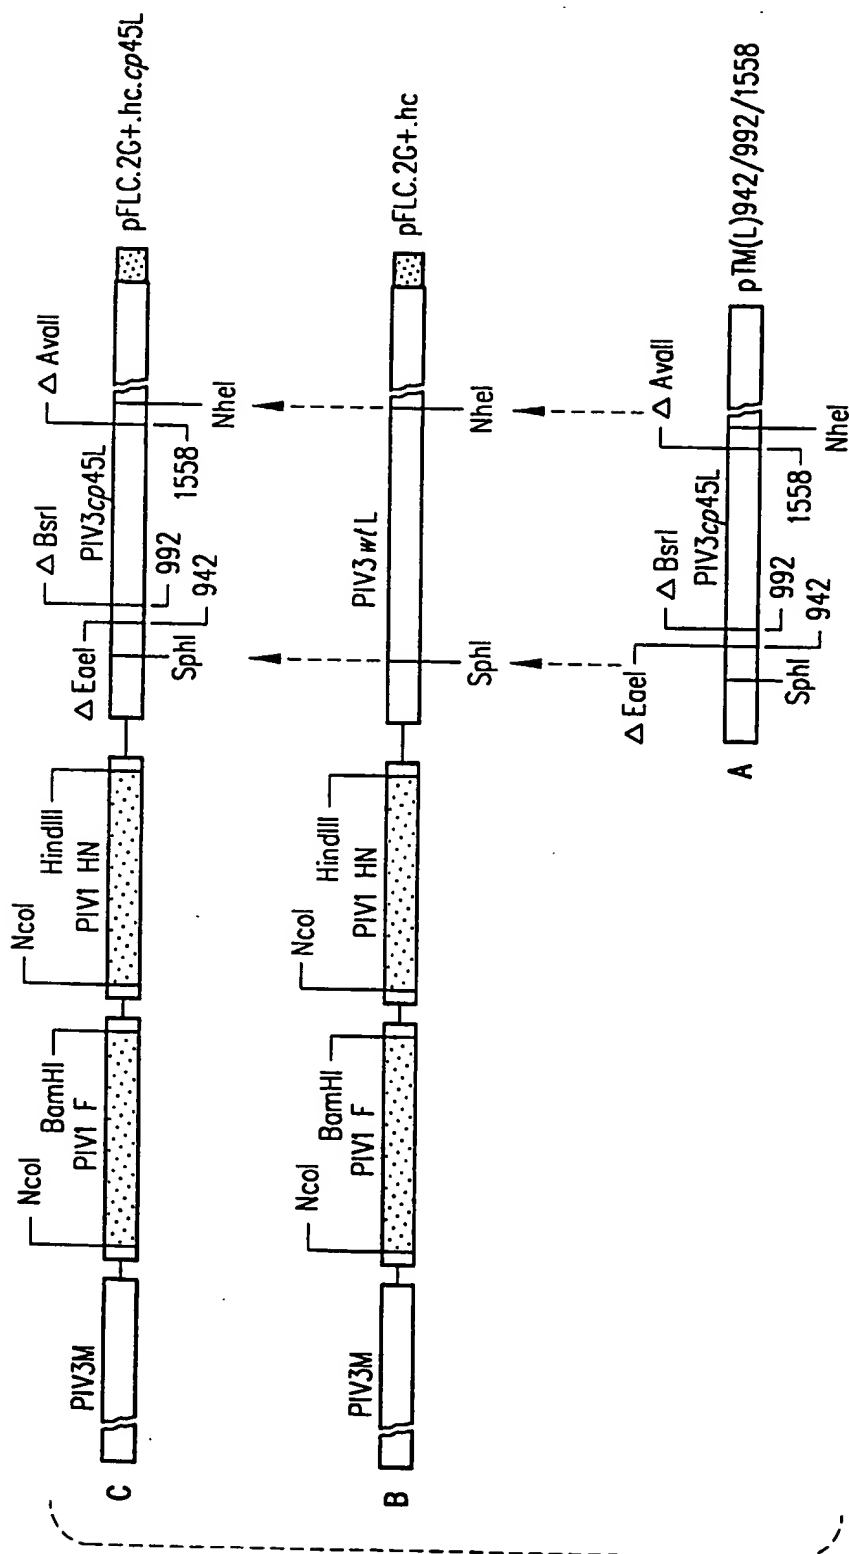 C
PIV3M
NcoI
BamHI
PIV1 F
NcoI
HindIII
PIV1 HN
Δ EaeI
SphI
942
992
Δ BsrI
PIV3cp45L
1558
Δ AvaII
NheI
pFLC.2G+.hc.cp45L
B
PIV3M
NcoI
BamHI
PIV1 F
NcoI
HindIII
PIV1 HN
PIV3wt L
SphI
NheI
pFLC.2G+.hc
A
Δ EaeI
SphI
942
992
Δ BsrI
PIV3cp45L
1558
Δ AvaII
NheI
pTM(L)942/992/1558